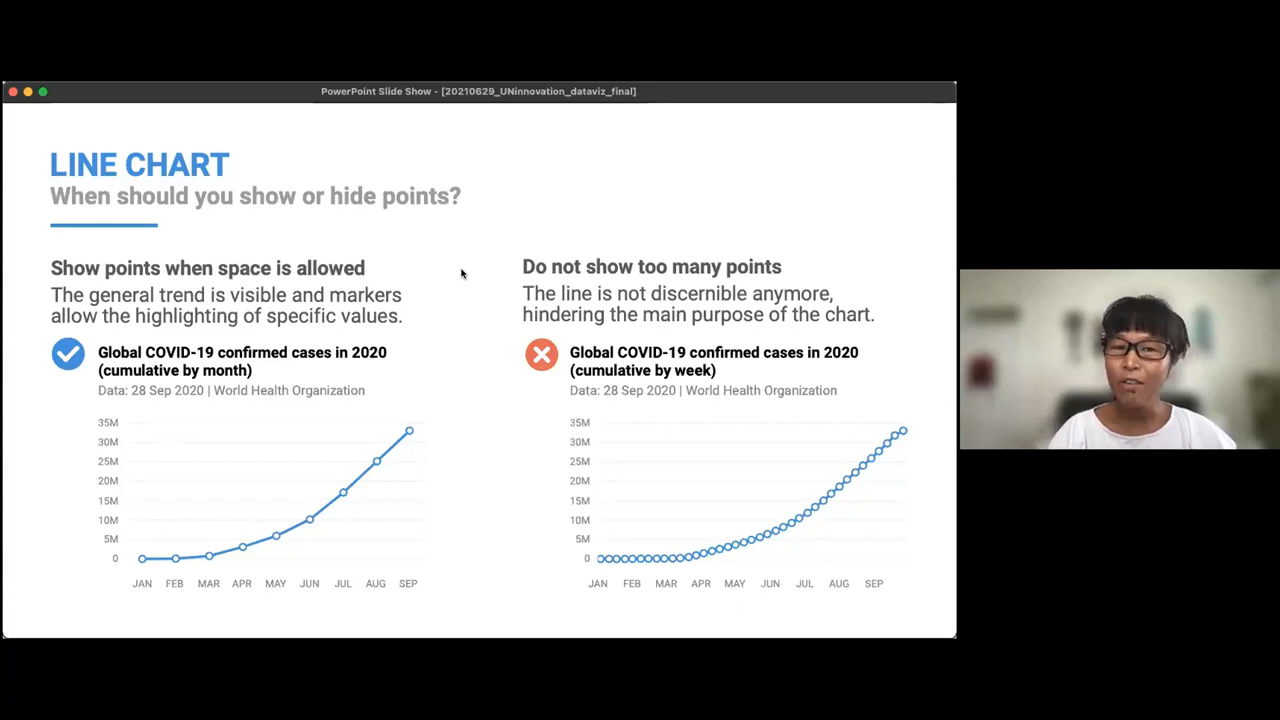 PowerPoint Slide Show - [20210629_UNinnovation_dataviz_final]
LINE CHART
When should you show or hide points?
Show points when space is allowed
The general trend is visible and markers
allow the highlighting of specific values.
Global COVID-19 confirmed cases in 2020
(cumulative by month)
Data: 28 Sep 2020 | World Health Organization
35M
30M
25M
20M
15M
10M
5M
0
JAN FEB MAR APR MAY JUN JUL AUG SEP
Do not show too many points
The line is not discernible anymore,
hindering the main purpose of the chart.
Global COVID-19 confirmed cases in 2020
(cumulative by week)
Data: 28 Sep 2020 | World Health Organization
35M
30M
25M
20M
15M
10M
5M
0
JAN FEB MAR APR MAY JUN JUL AUG SEP